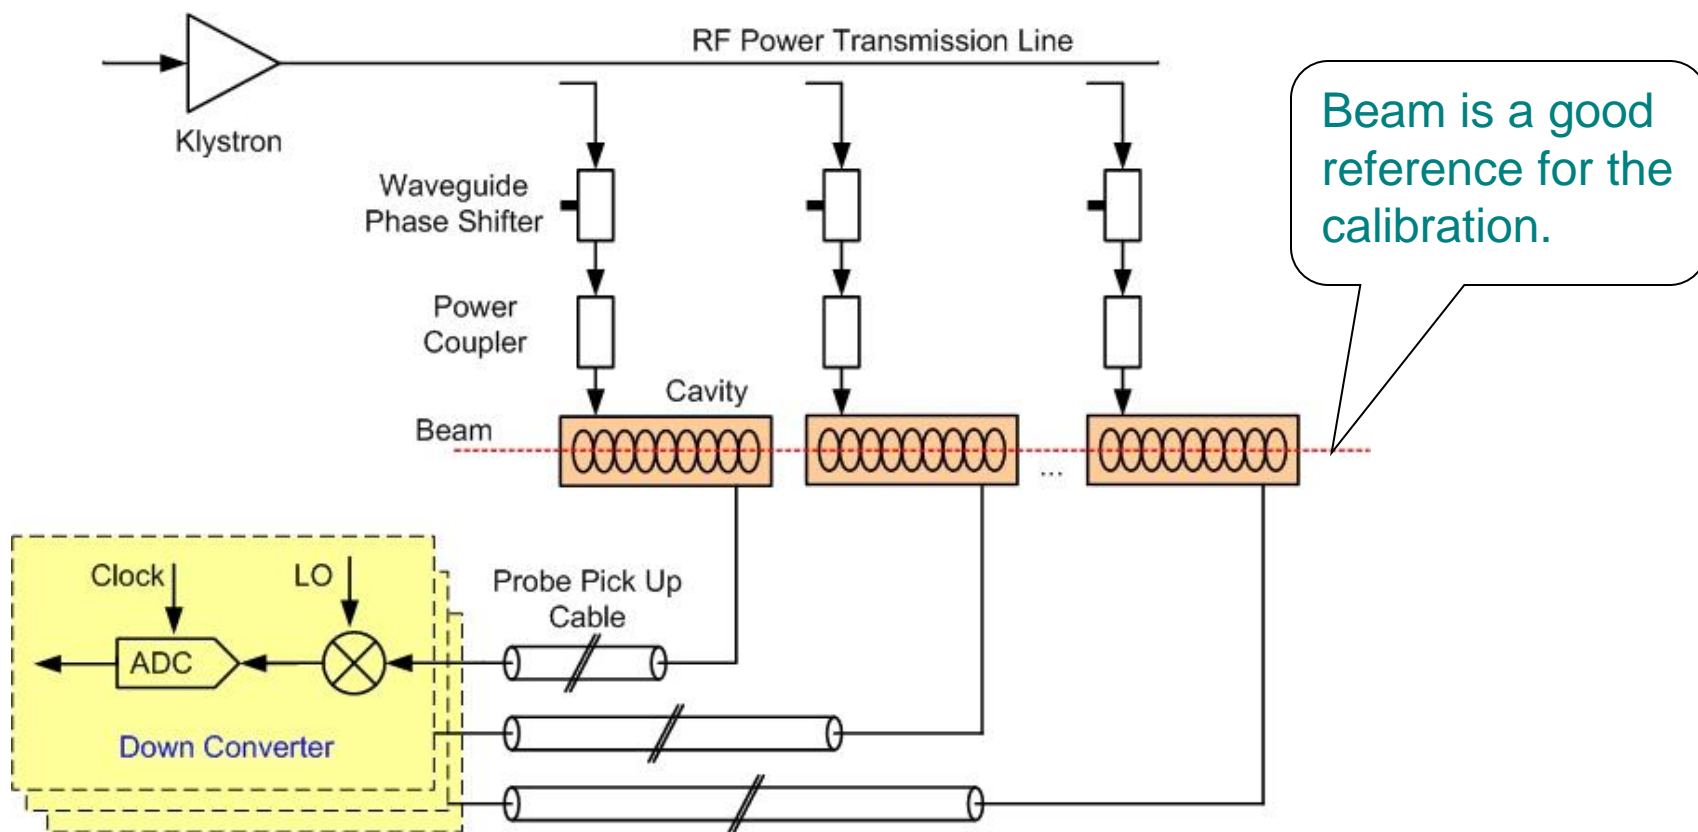 RF Power Transmission Line
Klystron
Beam is a good
reference for the
calibration.
Waveguide
Phase Shifter
Power
Coupler
Cavity
Beam
...
Clock
LO
Probe Pick Up
Cable
ADC
Down Converter